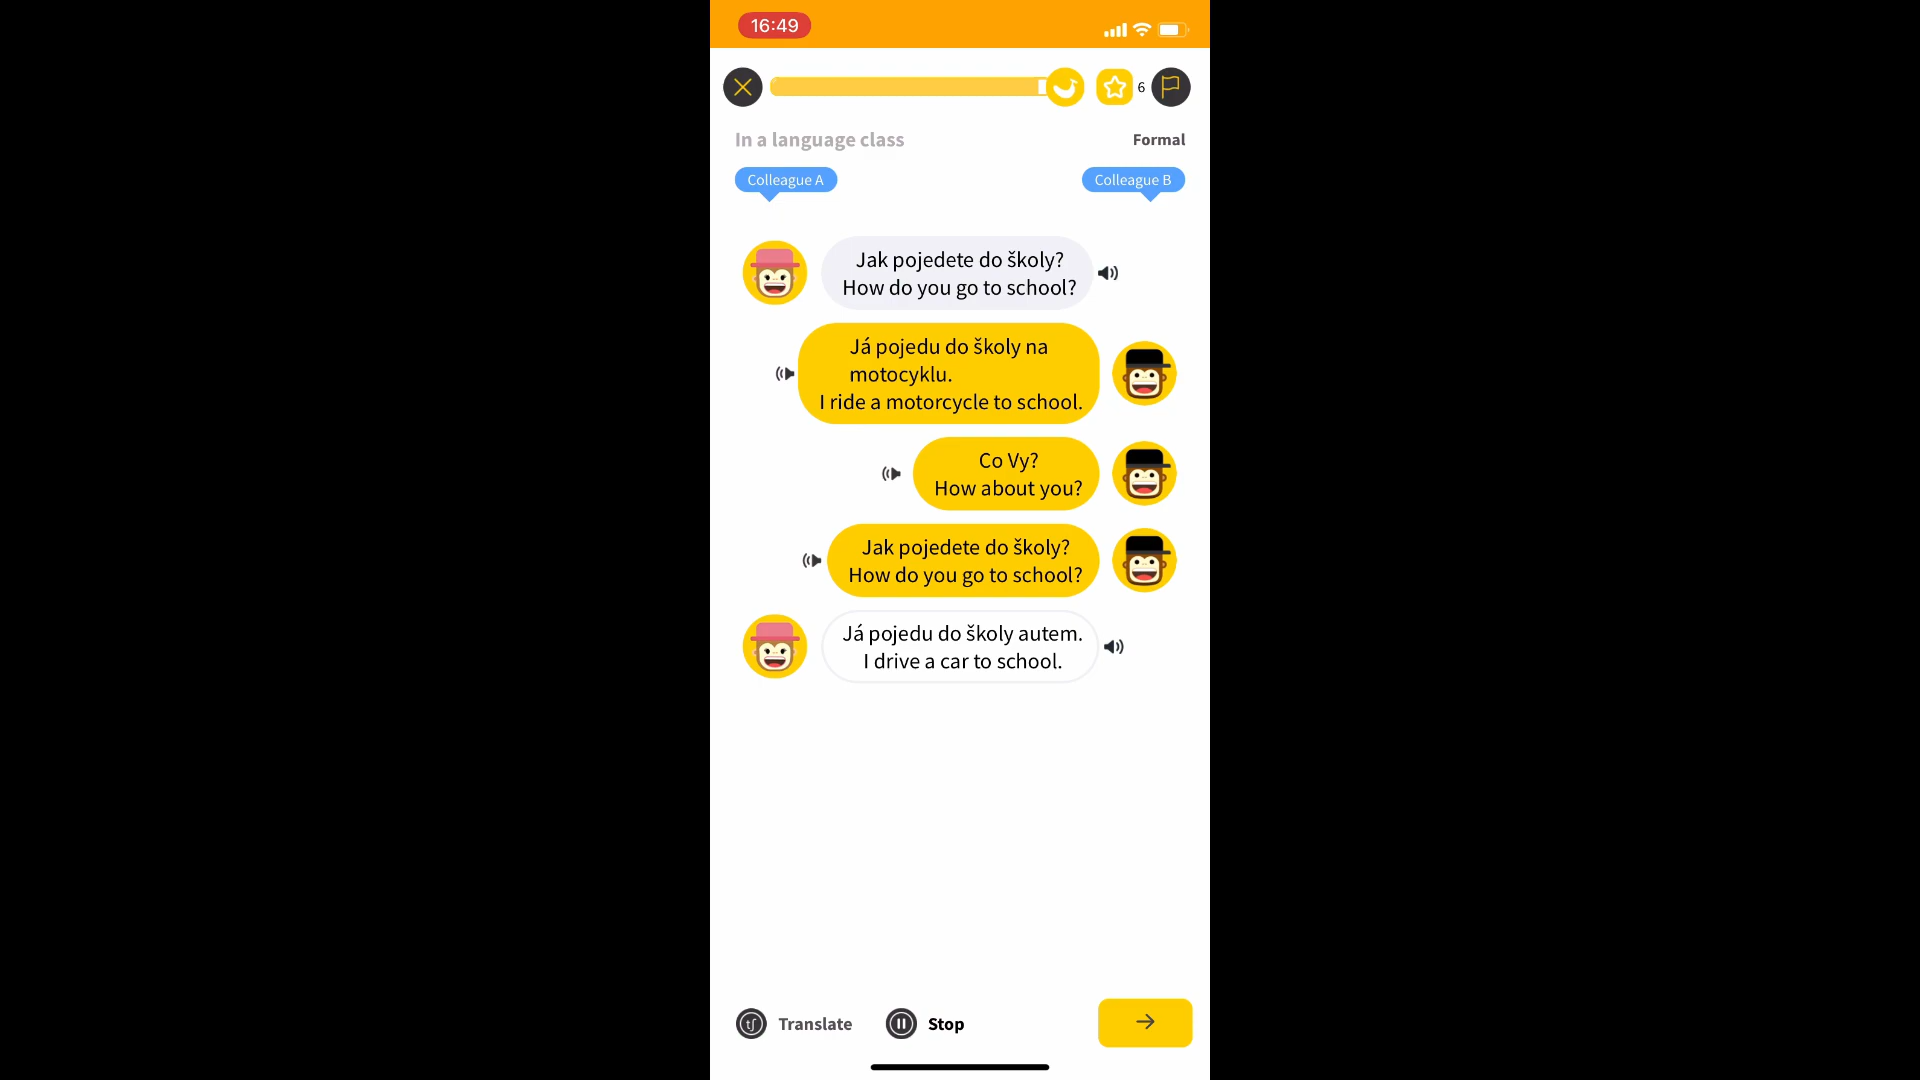 16:49
6
In a language class
Formal
Colleague A
Colleague B
Jak pojedete do školy?
How do you go to school?
Já pojedu do školy na
motocyklu.
I ride a motorcycle to school.
Co Vy?
How about you?
Jak pojedete do školy?
How do you go to school?
Já pojedu do školy autem.
I drive a car to school.
Translate
Stop